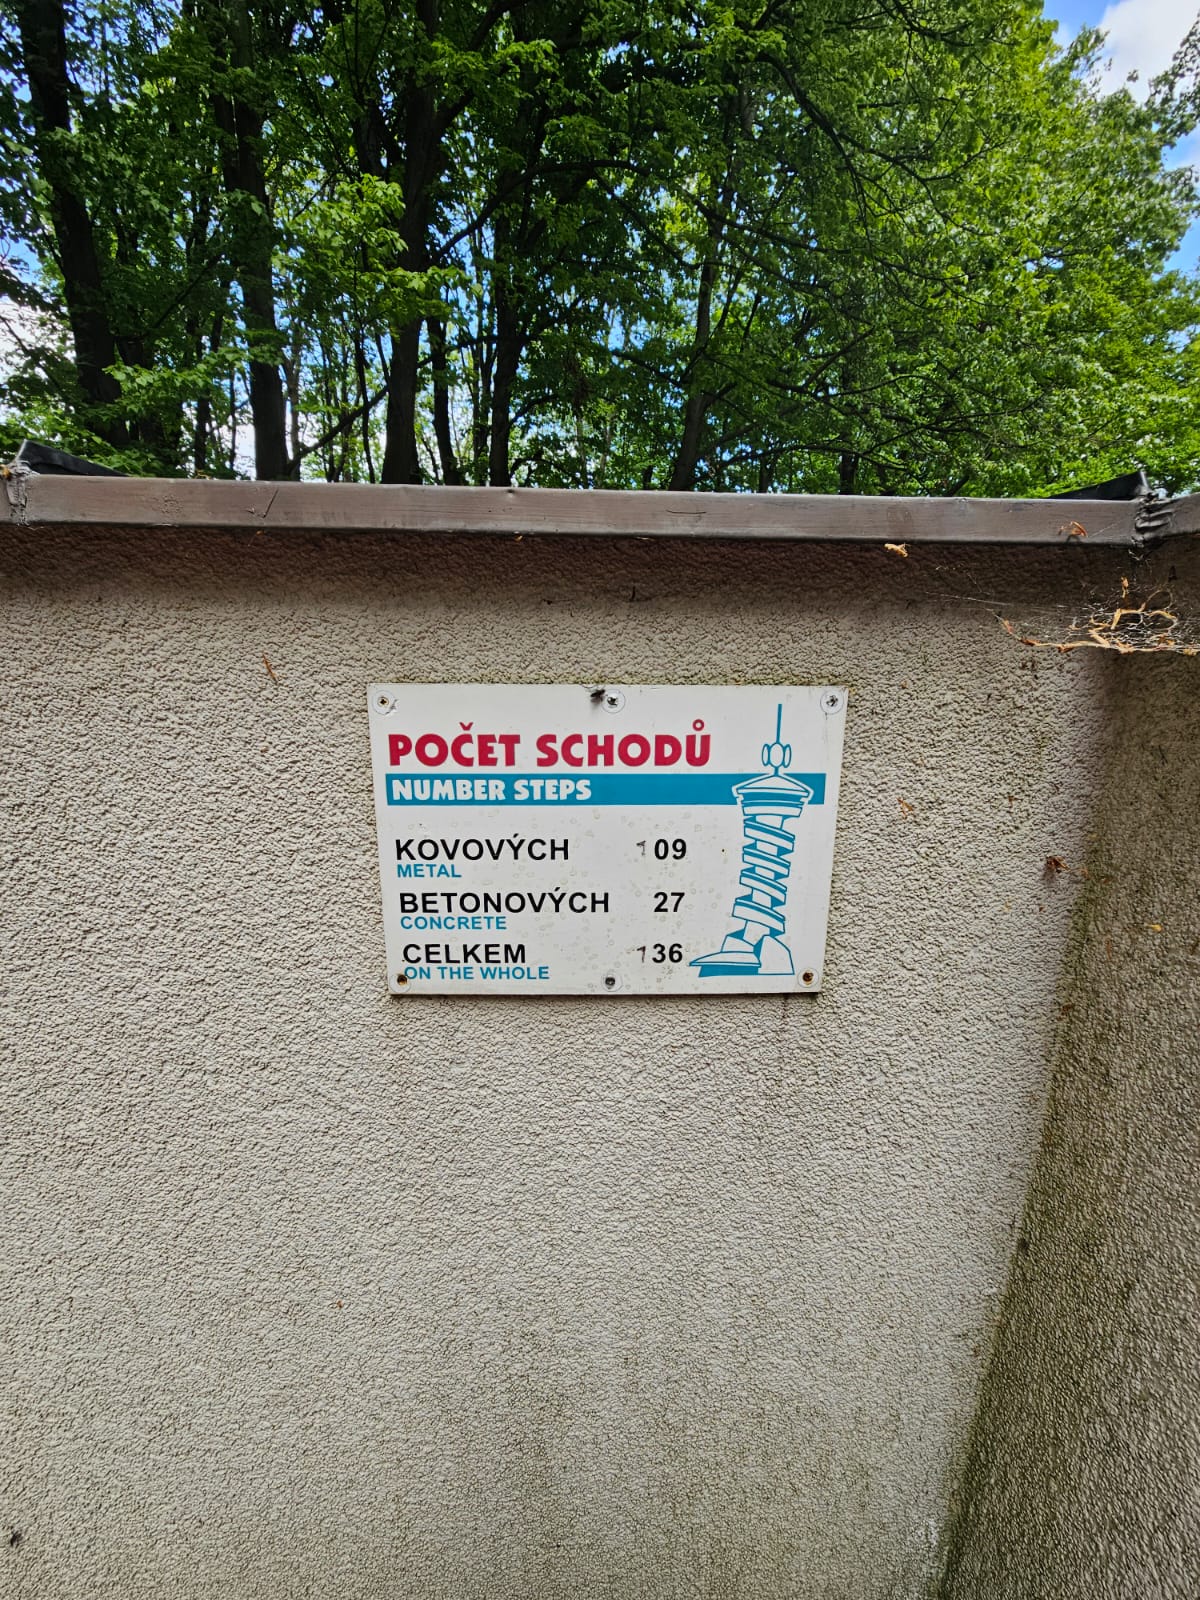 POČET SCHODŮ
NUMBER STEPS
KOVOVÝCH 109
METAL
BETONOVÝCH 27
CONCRETE
CELKEM 136
ON THE WHOLE